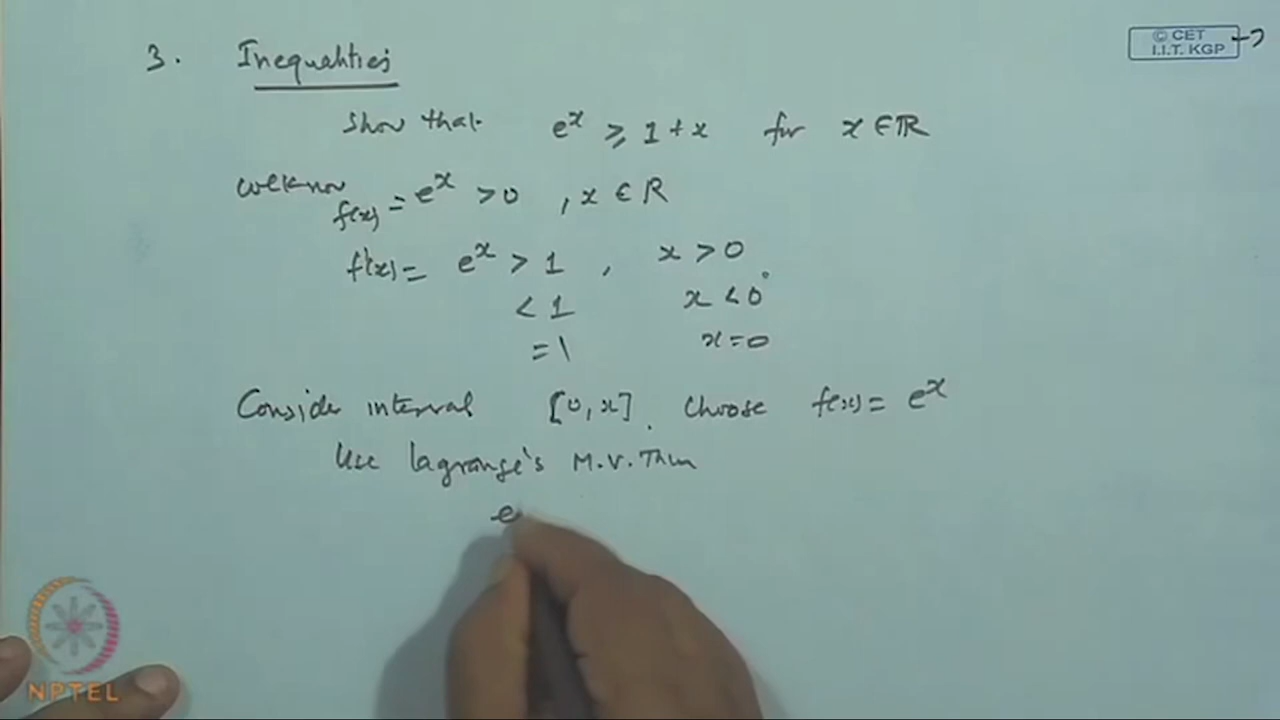 © CET
I.I.T. KGP
3. Inequalities
Show that e^x ≥ 1 + x for x ∈ ℝ
we know
f(x) = e^x > 0 , x ∈ R
f'(x) = e^x > 1 , x > 0
< 1 x < 0
= 1 x = 0
Consider interval [0, x]. Choose f(x) = e^x
Use Lagrange's M.V. Thm
e
NPTEL